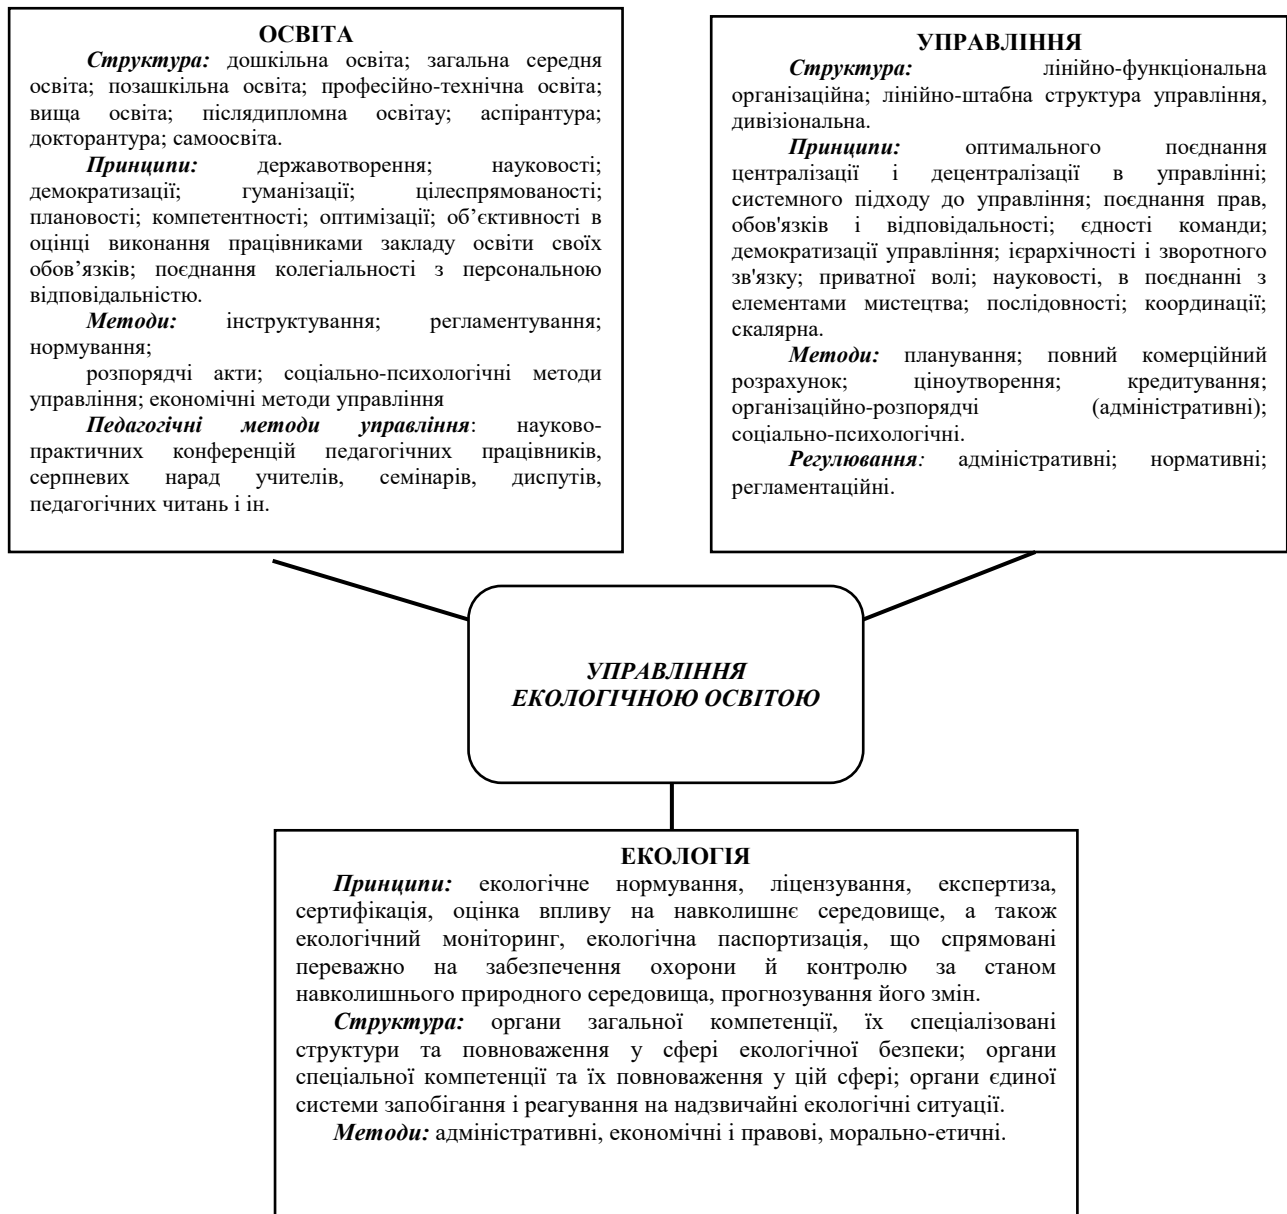 ОСВІТА
Структура: дошкільна освіта; загальна середня
освіта; позашкільна освіта; професійно-технічна освіта;
вища освіта; післядипломна освітау; аспірантура;
докторантура; самоосвіта.
Принципи: державотворення; науковості;
демократизації; гуманізації; цілеспрямованості;
плановості; компетентності; оптимізації; об’єктивності в
оцінці виконання працівниками закладу освіти своїх
обов’язків; поєднання колегіальності з персональною
відповідальністю.
Методи: інструктування; регламентування;
нормування;
розпорядчі акти; соціально-психологічні методи
управління; економічні методи управління
Педагогічні методи управління: науково-
практичних конференцій педагогічних працівників,
серпневих нарад учителів, семінарів, диспутів,
педагогічних читань і ін.
УПРАВЛІННЯ
Структура: лінійно-функціональна
організаційна; лінійно-штабна структура управління,
дивізіональна.
Принципи: оптимального поєднання
централізації і децентралізації в управлінні;
системного підходу до управління; поєднання прав,
обов'язків і відповідальності; єдності команди;
демократизації управління; ієрархічності і зворотного
зв'язку; приватної волі; науковості, в поєднанні з
елементами мистецтва; послідовності; координації;
скалярна.
Методи: планування; повний комерційний
розрахунок; ціноутворення; кредитування;
організаційно-розпорядчі (адміністративні);
соціально-психологічні.
Регулювання: адміністративні; нормативні;
регламентаційні.
УПРАВЛІННЯ
ЕКОЛОГІЧНОЮ ОСВІТОЮ
ЕКОЛОГІЯ
Принципи: екологічне нормування, ліцензування, експертиза,
сертифікація, оцінка впливу на навколишнє середовище, а також
екологічний моніторинг, екологічна паспортизація, що спрямовані
переважно на забезпечення охорони й контролю за станом
навколишнього природного середовища, прогнозування його змін.
Структура: органи загальної компетенції, їх спеціалізовані
структури та повноваження у сфері екологічної безпеки; органи
спеціальної компетенції та їх повноваження у цій сфері; органи єдиної
системи запобігання і реагування на надзвичайні екологічні ситуації.
Методи: адміністративні, економічні і правові, морально-етичні.